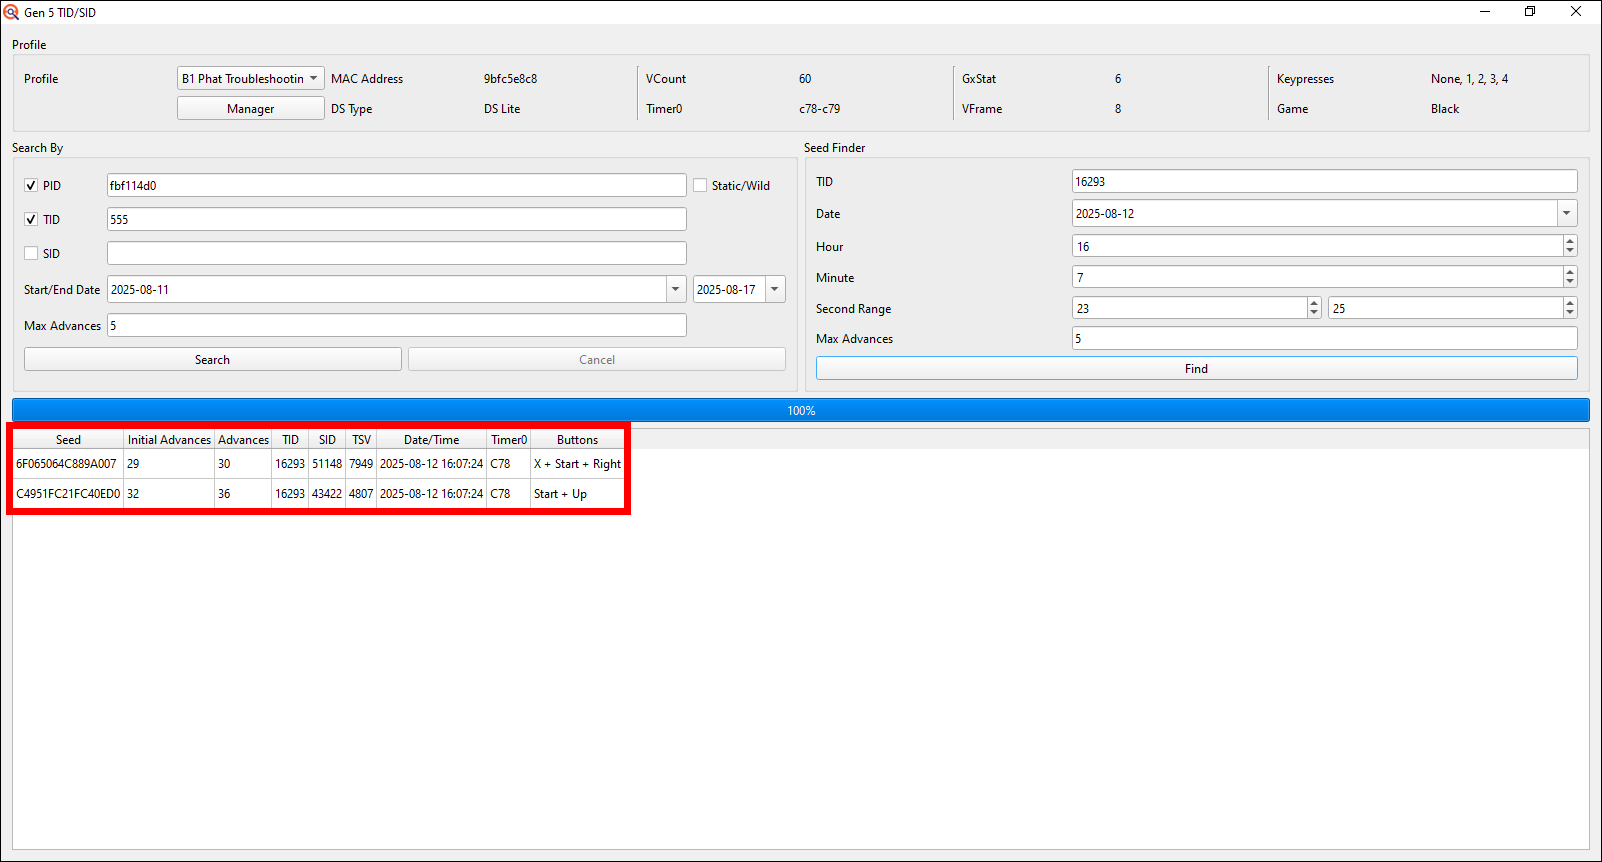 Gen 5 TID/SID
Profile
Profile B1 Phat Troubleshootin MAC Address 9bfc5e8c8 VCount 60 GxStat 6 Keypresses None, 1, 2, 3, 4
Manager DS Type DS Lite Timer0 c78-c79 VFrame 8 Game Black
Search By
PID fbf114d0 Static/Wild
TID 555
SID
Start/End Date 2025-08-11 2025-08-17
Max Advances 5
Search Cancel
Seed Finder
TID 16293
Date 2025-08-12
Hour 16
Minute 7
Second Range 23 25
Max Advances 5
Find
100%
Seed Initial Advances Advances TID SID TSV Date/Time Timer0 Buttons
6F065064C889A007 29 30 16293 51148 7949 2025-08-12 16:07:24 C78 X + Start + Right
C4951FC21FC40ED0 32 36 16293 43422 4807 2025-08-12 16:07:24 C78 Start + Up